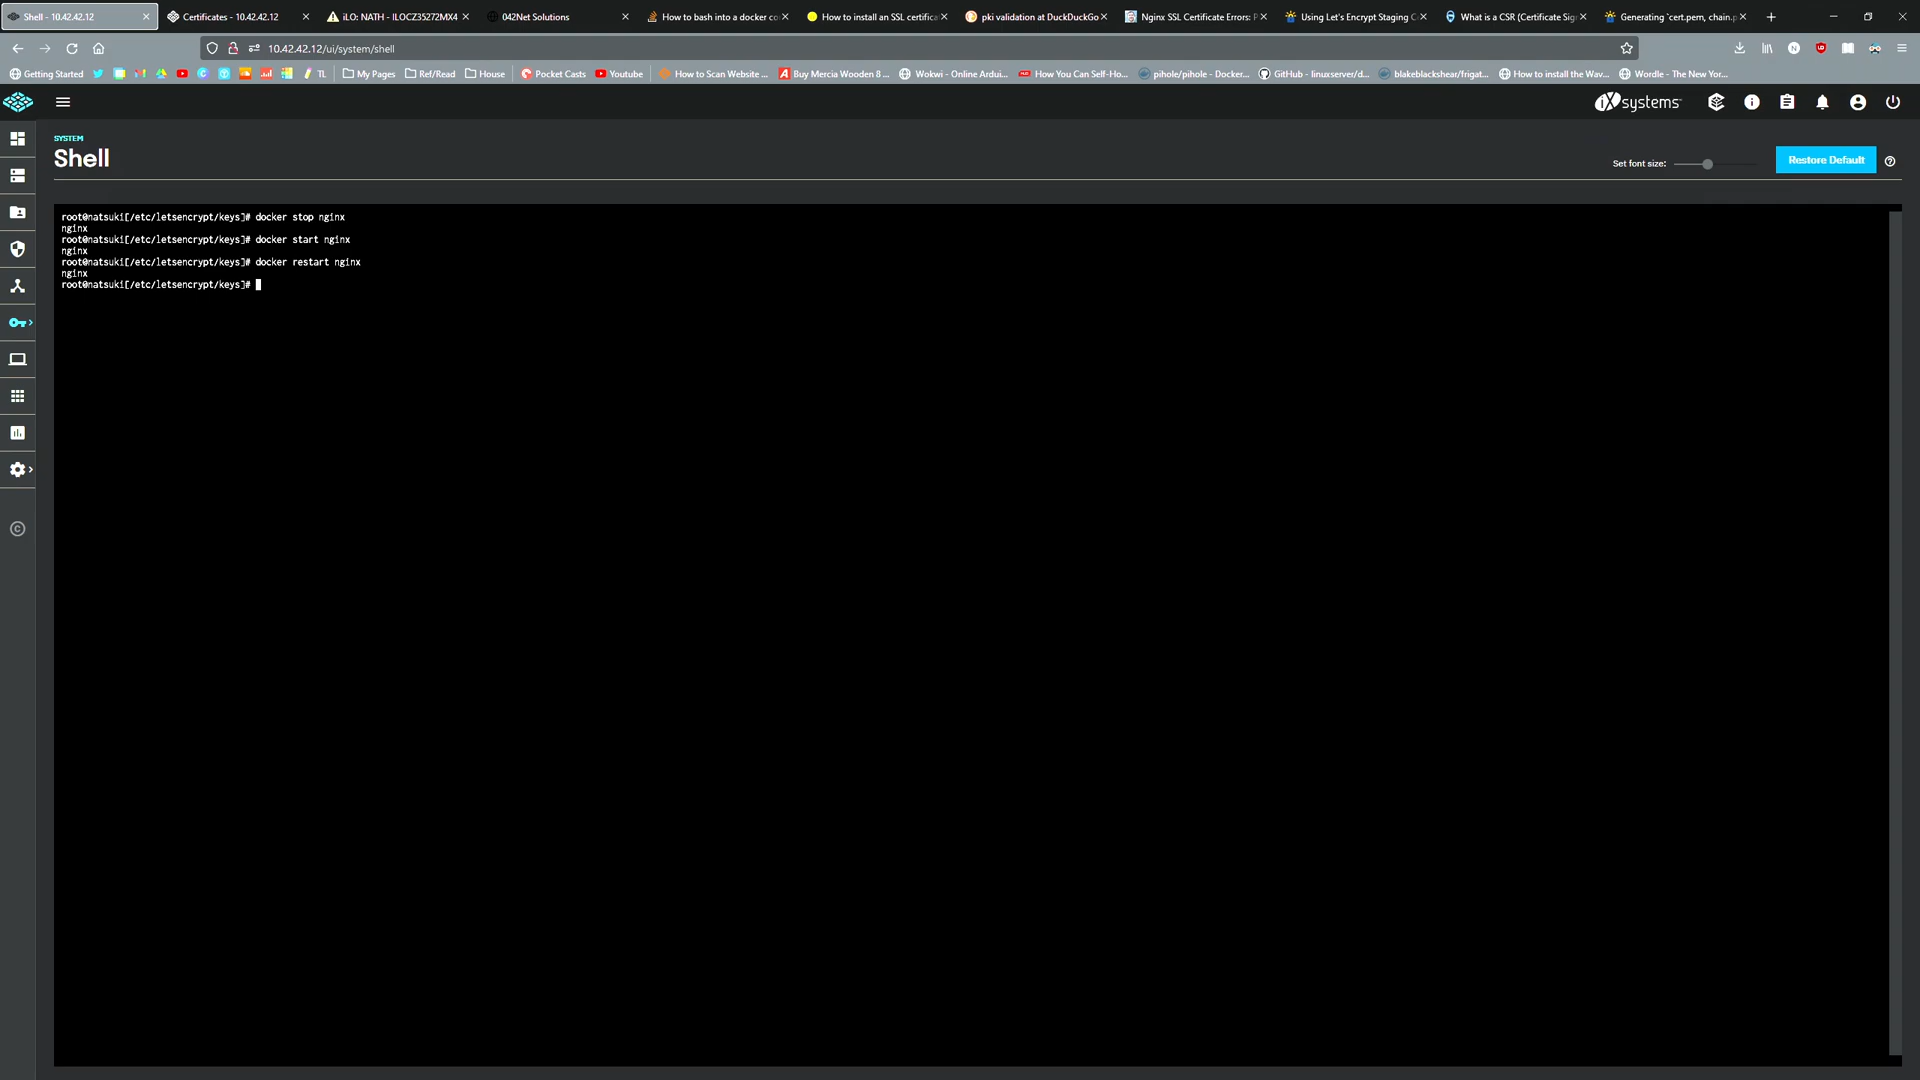 Shell - 10.42.42.12
Certificates - 10.42.42.12
iLO: NATH - ILOCZ35272MX4
042Net Solutions
How to bash into a docker co
How to install an SSL certifica
pki validation at DuckDuckGo
Nginx SSL Certificate Errors: P
Using Let's Encrypt Staging C
What is a CSR (Certificate Sig
Generating `cert.pem, chain.p
10.42.42.12/ui/system/shell
Getting Started
TL
My Pages
Ref/Read
House
Pocket Casts
Youtube
How to Scan Website ...
Buy Mercia Wooden 8 ...
Wokwi - Online Ardui...
How You Can Self-Ho...
pihole/pihole - Docker...
GitHub - linuxserver/d...
blakeblackshear/frigat...
How to install the Wav...
Wordle - The New Yor...
iXsystems
SYSTEM
Shell
Set font size:
Restore Default
root@natsuki[/etc/letsencrypt/keys]# docker stop nginx
nginx
root@natsuki[/etc/letsencrypt/keys]# docker start nginx
nginx
root@natsuki[/etc/letsencrypt/keys]# docker restart nginx
nginx
root@natsuki[/etc/letsencrypt/keys]#